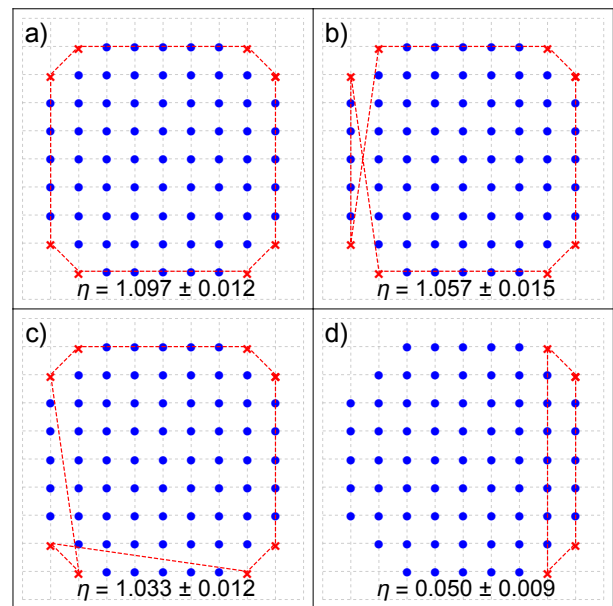 a)
b)
η = 1.097 ± 0.012
η = 1.057 ± 0.015
c)
d)
η = 1.033 ± 0.012
η = 0.050 ± 0.009